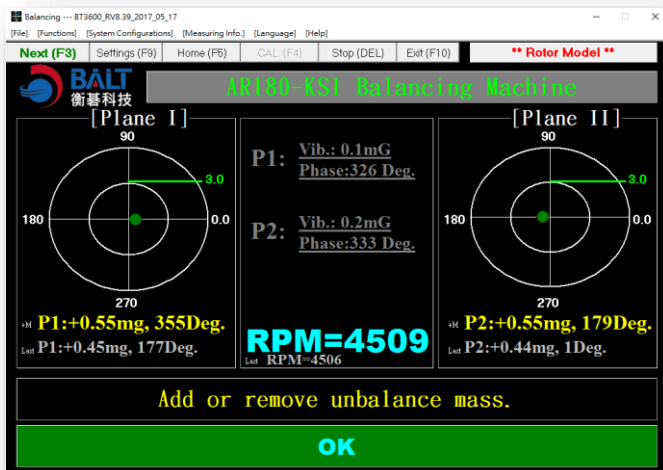 Balancing --- BT3600_RV8.39_2017_05_17
[File] [Functions] [System Configurations] [Measuring Info.] [Language] [Help]
Next (F3) Settings (F9) Home (F5) CAL. (F4) Stop (DEL) Exit (F10) ** Rotor Model **
BALT
衡碁科技
AR180-KS1 Balancing Machine
[Plane I]
90
3.0
180
0.0
270
+M P1:+0.55mg, 355Deg.
Last P1:+0.45mg, 177Deg.
P1: Vib.: 0.1mG
Phase:326 Deg.
P2: Vib.: 0.2mG
Phase:333 Deg.
RPM=4509
Last RPM=4506
[Plane II]
90
3.0
180
0.0
270
+M P2:+0.55mg, 179Deg.
Last P2:+0.44mg, 1Deg.
Add or remove unbalance mass.
OK